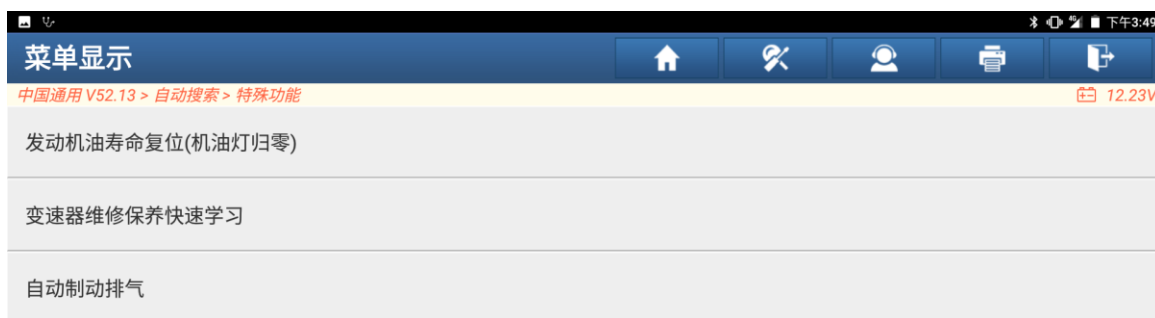 4G 下午3:49
菜单显示
中国通用 V52.13 > 自动搜索 > 特殊功能 12.23V
发动机油寿命复位(机油灯归零)
变速器维修保养快速学习
自动制动排气